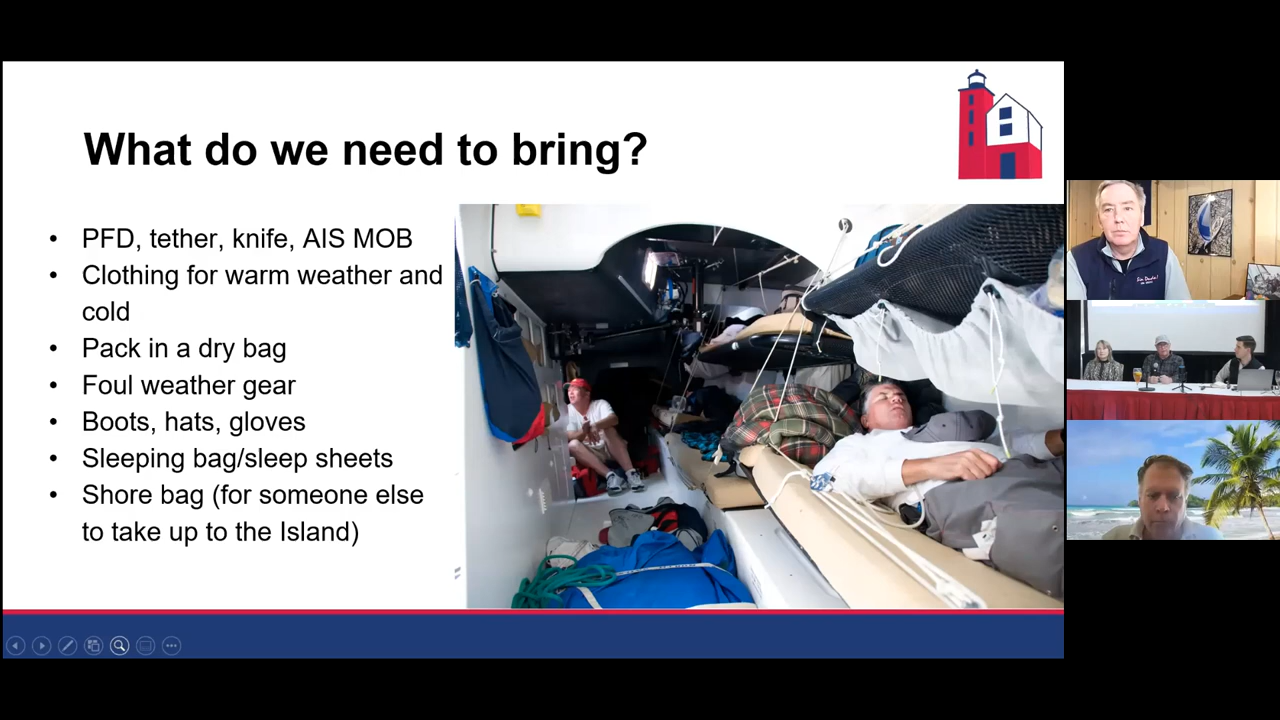 What do we need to bring?
• PFD, tether, knife, AIS MOB
• Clothing for warm weather and
cold
• Pack in a dry bag
• Foul weather gear
• Boots, hats, gloves
• Sleeping bag/sleep sheets
• Shore bag (for someone else
to take up to the Island)